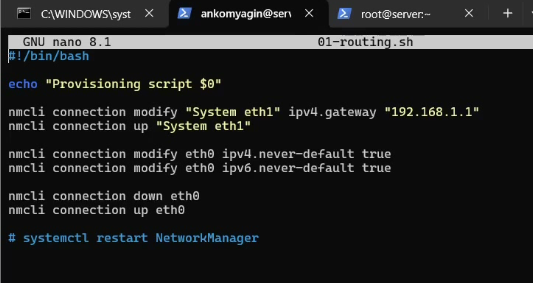 C:\WINDOWS\syst
ankomyagin@serv
root@server:~
GNU nano 8.1 01-routing.sh
#!/bin/bash
echo "Provisioning script $0"
nmcli connection modify "System eth1" ipv4.gateway "192.168.1.1"
nmcli connection up "System eth1"
nmcli connection modify eth0 ipv4.never-default true
nmcli connection modify eth0 ipv6.never-default true
nmcli connection down eth0
nmcli connection up eth0
# systemctl restart NetworkManager